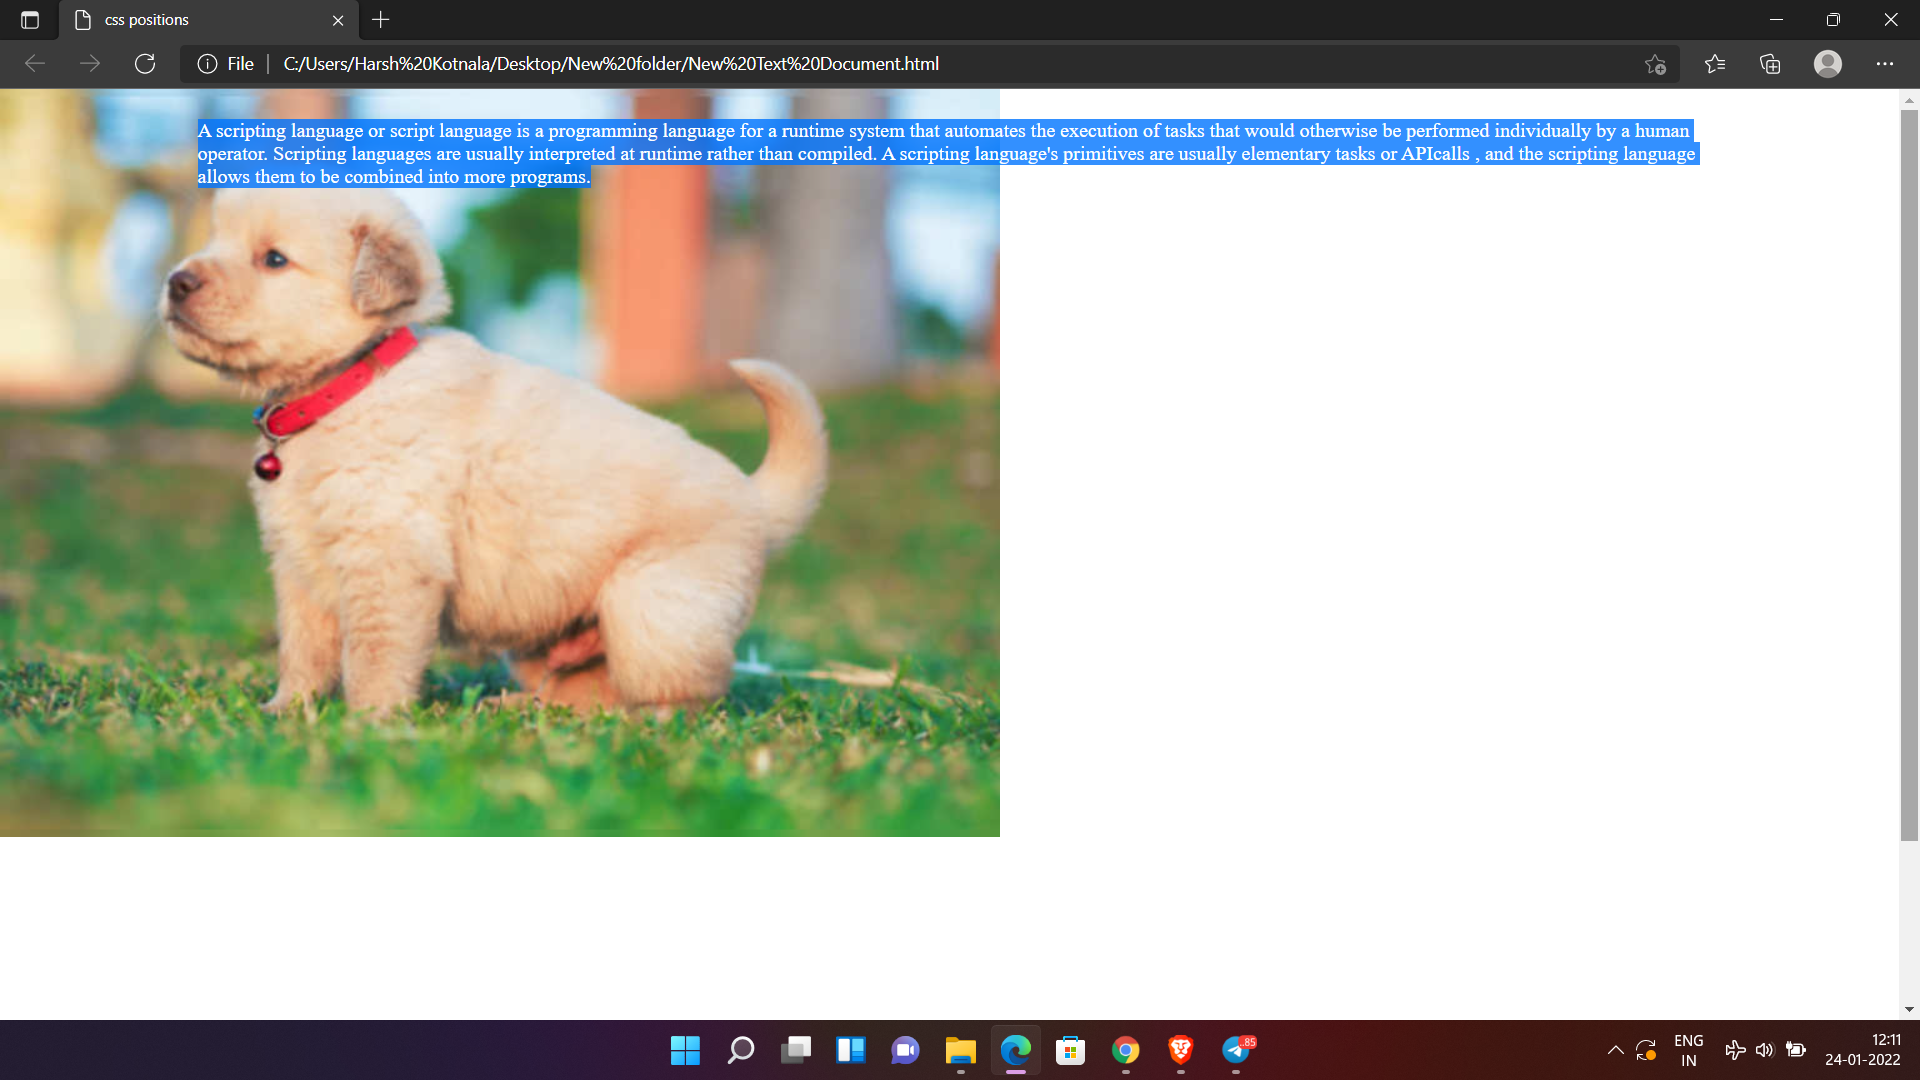 css positions
File
C:/Users/Harsh%20Kotnala/Desktop/New%20folder/New%20Text%20Document.html
A scripting language or script language is a programming language for a runtime system that automates the execution of tasks that would otherwise be performed individually by a human
operator. Scripting languages are usually interpreted at runtime rather than compiled. A scripting language's primitives are usually elementary tasks or APIcalls , and the scripting language
allows them to be combined into more programs.
.85
ENG
IN
12:11
24-01-2022